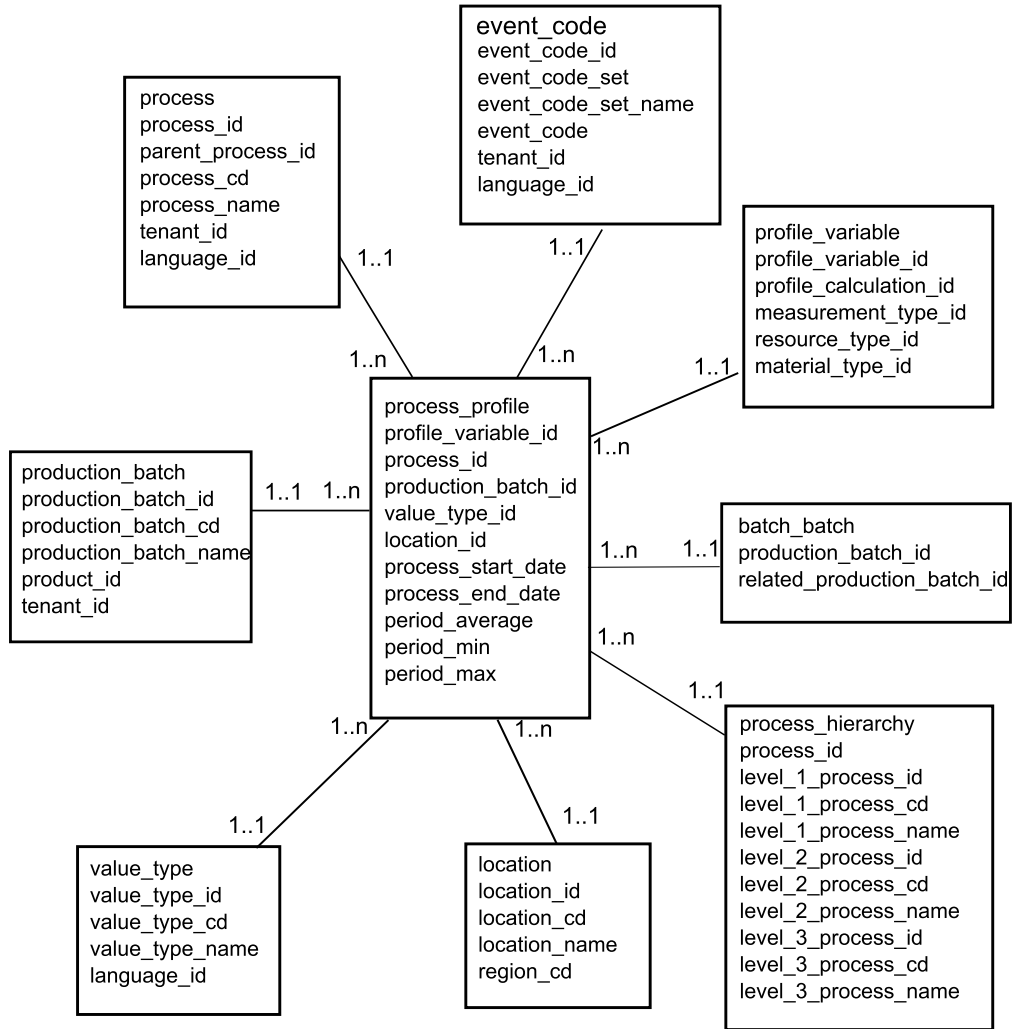 event_code
event_code_id
event_code_set
event_code_set_name
event_code
tenant_id
language_id
process
process_id
parent_process_id
process_cd
process_name
tenant_id
language_id
profile_variable
profile_variable_id
profile_calculation_id
measurement_type_id
resource_type_id
material_type_id
1..1
1..1
1..n
1..n
1..1
1..n
process_profile
profile_variable_id
process_id
production_batch_id
value_type_id
location_id
process_start_date
process_end_date
period_average
period_min
period_max
production_batch
production_batch_id
production_batch_cd
production_batch_name
product_id
tenant_id
1..1
1..n
1..n
1..1
batch_batch
production_batch_id
related_production_batch_id
1..n
1..1
1..n
1..n
1..1
1..1
process_hierarchy
process_id
level_1_process_id
level_1_process_cd
level_1_process_name
level_2_process_id
level_2_process_cd
level_2_process_name
level_3_process_id
level_3_process_cd
level_3_process_name
value_type
value_type_id
value_type_cd
value_type_name
language_id
location
location_id
location_cd
location_name
region_cd